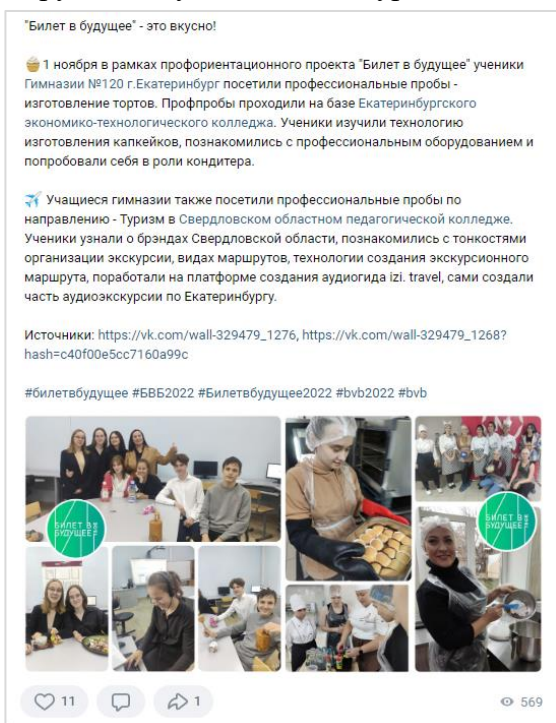 "Билет в будущее" - это вкусно!
🧁1 ноября в рамках профориентационного проекта "Билет в будущее" ученики
Гимназии №120 г.Екатеринбург посетили профессиональные пробы -
изготовление тортов. Профпробы проходили на базе Екатеринбургского
экономико-технологического колледжа. Ученики изучили технологию
изготовления капкейков, познакомились с профессиональным оборудованием и
попробовали себя в роли кондитера.
✈️ Учащиеся гимназии также посетили профессиональные пробы по
направлению - Туризм в Свердловском областном педагогической колледже.
Ученики узнали о брэндах Свердловской области, познакомились с тонкостями
организации экскурсии, видах маршрутов, технологии создания экскурсионного
маршрута, поработали на платформе создания аудиогида izi. travel, сами создали
часть аудиоэкскурсии по Екатеринбургу.
Источники: https://vk.com/wall-329479_1276, https://vk.com/wall-329479_1268?
hash=c40f00e5cc7160a99c
#билетвбудущее #БВБ2022 #Билетвбудущее2022 #bvb2022 #bvb
БИЛЕТ В
БУДУЩЕЕ
БИЛЕТ В
БУДУЩЕЕ
11
1
569